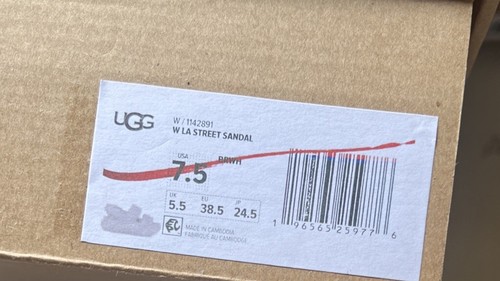 UGG
W / 1142891
W LA STREET SANDAL
USA
7.5
BRWH
UK EU JP
5.5 38.5 24.5
MADE IN CAMBODIA
FABRIQUÉ AU CAMBODGE
1 96565 25977 6